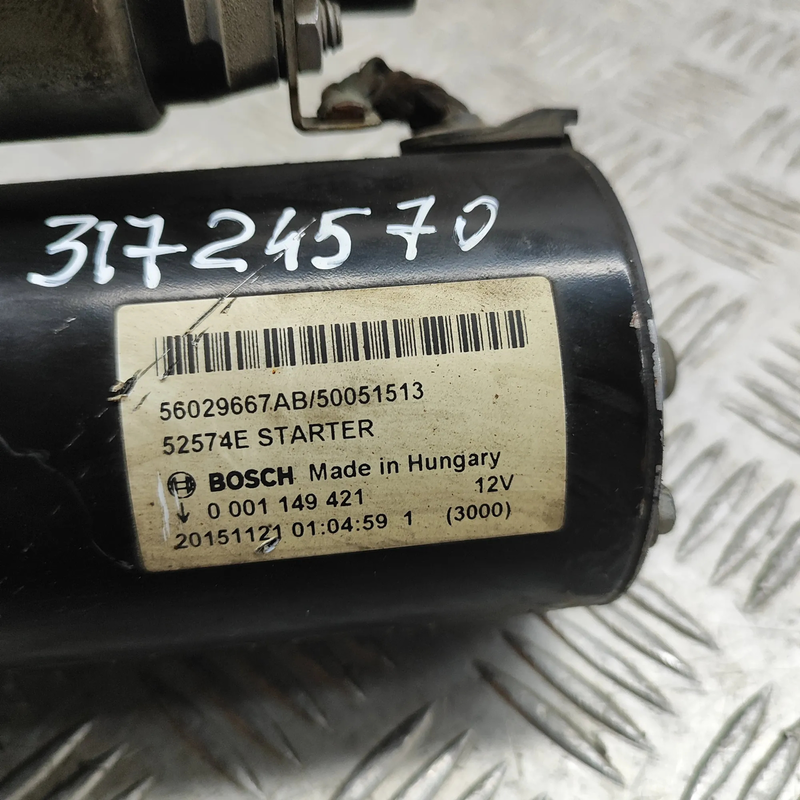 31724570
56029667AB/50051513
52574E STARTER
BOSCH Made in Hungary
↓ 0 001 149 421 12V
20151121 01:04:59 1 (3000)